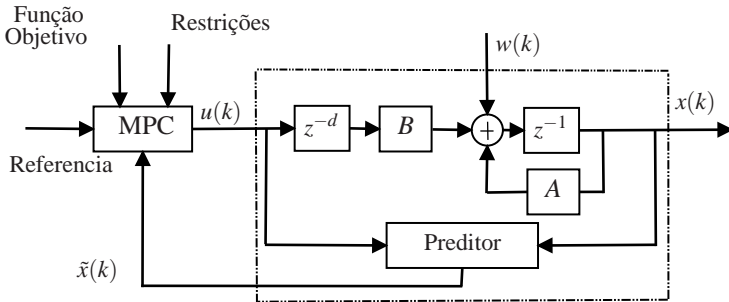 Função
Objetivo
Restrições
w(k)
x(k)
u(k)
MPC
z⁻ᵈ
B
+
z⁻¹
Referencia
A
Preditor
x̃(k)